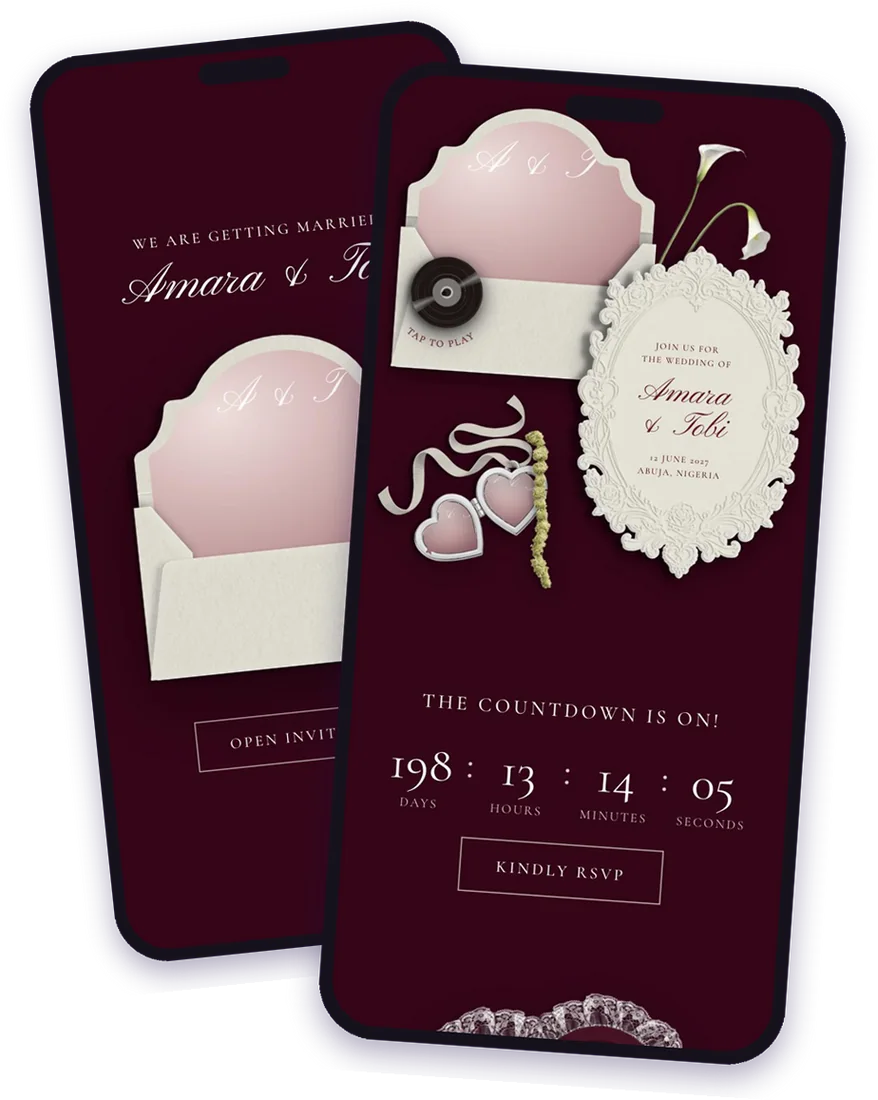 WE ARE GETTING MARRIED
Amara & To
A & T
OPEN INVIT
A & T
TAP TO PLAY
JOIN US FOR
THE WEDDING OF
Amara
& Tobi
12 JUNE 2027
ABUJA, NIGERIA
THE COUNTDOWN IS ON!
198 : 13 : 14 : 05
DAYS HOURS MINUTES SECONDS
KINDLY RSVP